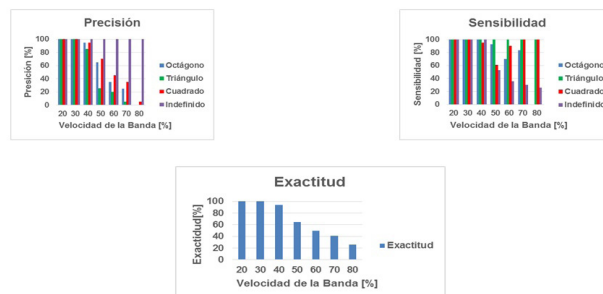 Precisión
Presición [%]
100
80
60
40
20
0
20 30 40 50 60 70 80
Velocidad de la Banda [%]
Octágono
Triángulo
Cuadrado
Indefinido
Sensibilidad
Sensibilidad [%]
100
80
60
40
20
0
20 30 40 50 60 70 80
Velocidad de la Banda [%]
Octágono
Triángulo
Cuadrado
Indefinido
Exactitud
Exactidud[%]
100
80
60
40
20
0
20 30 40 50 60 70 80
Velocidad de la Banda [%]
Exactitud